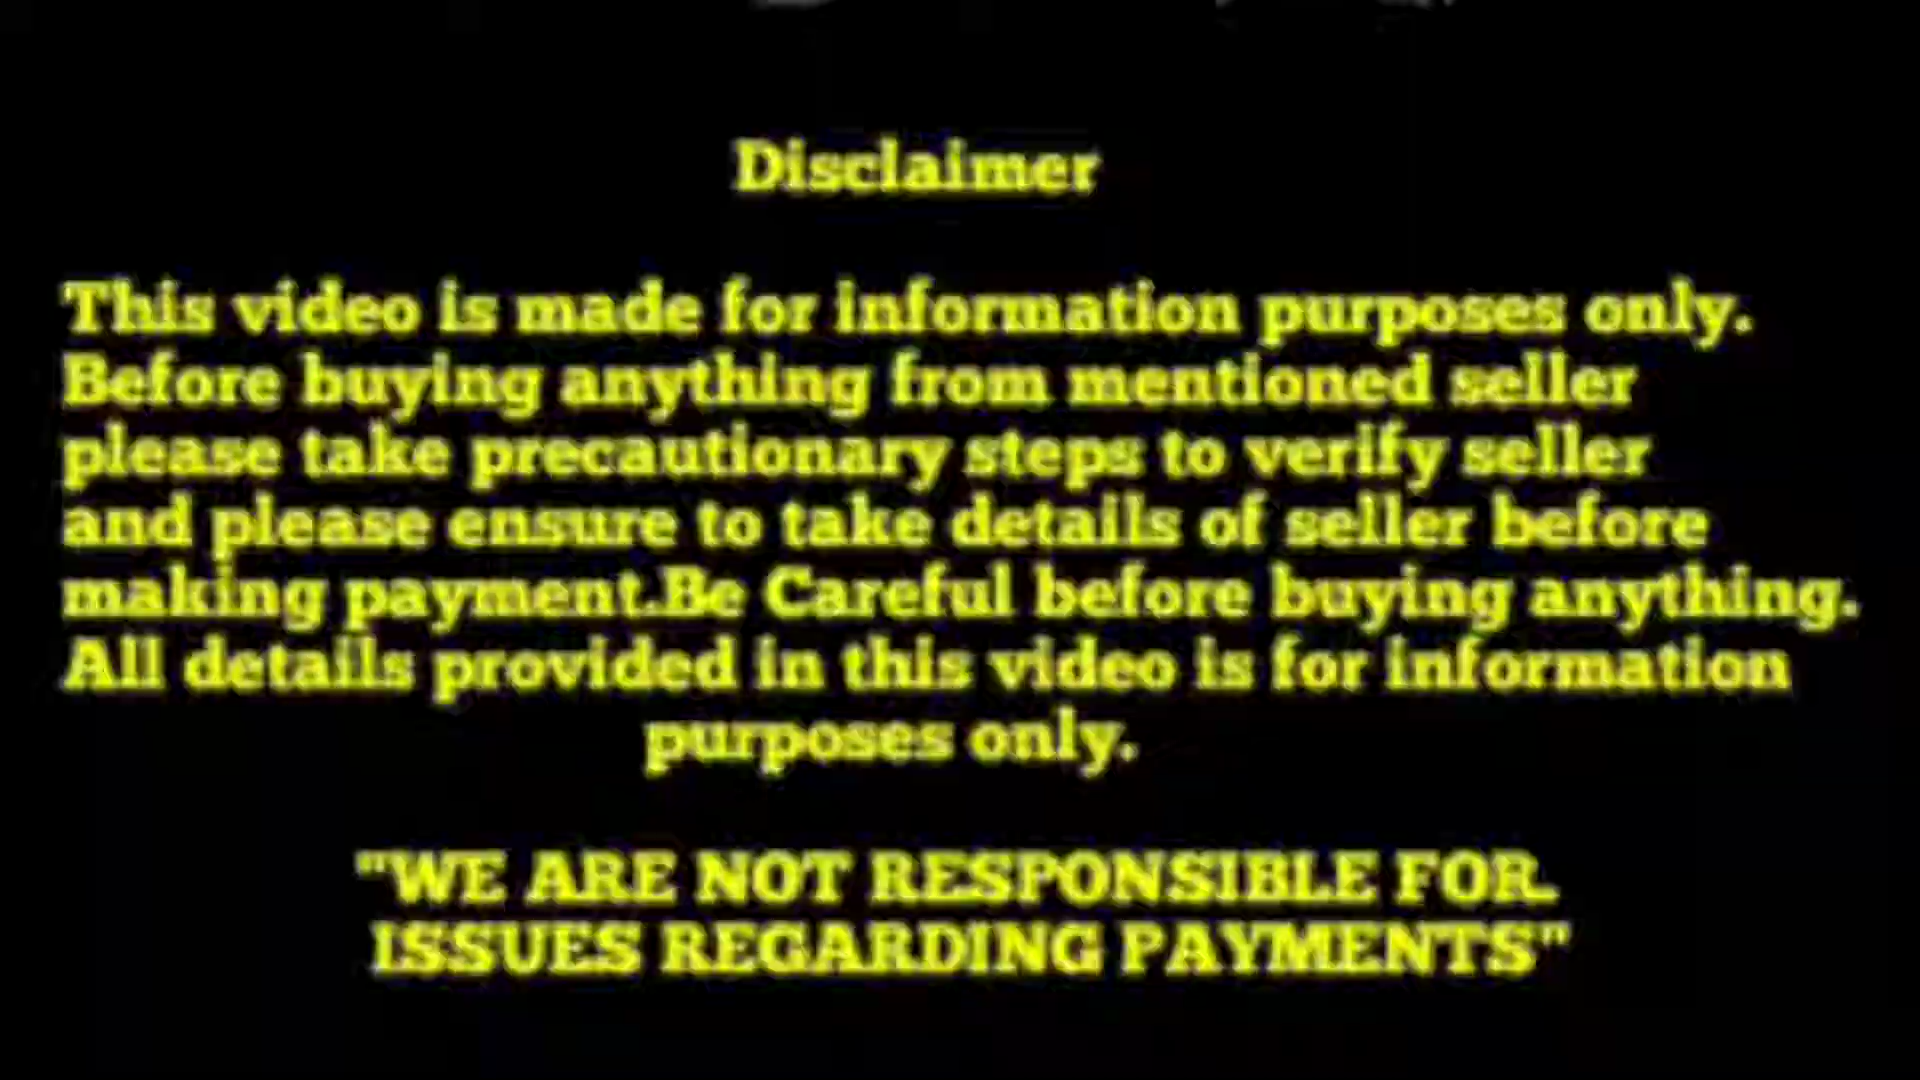 Disclaimer
This video is made for information purposes only.
Before buying anything from mentioned seller
please take precautionary steps to verify seller
and please ensure to take details of seller before
making payment.Be Careful before buying anything.
All details provided in this video is for information
purposes only.
"WE ARE NOT RESPONSIBLE FOR.
ISSUES REGARDING PAYMENTS"